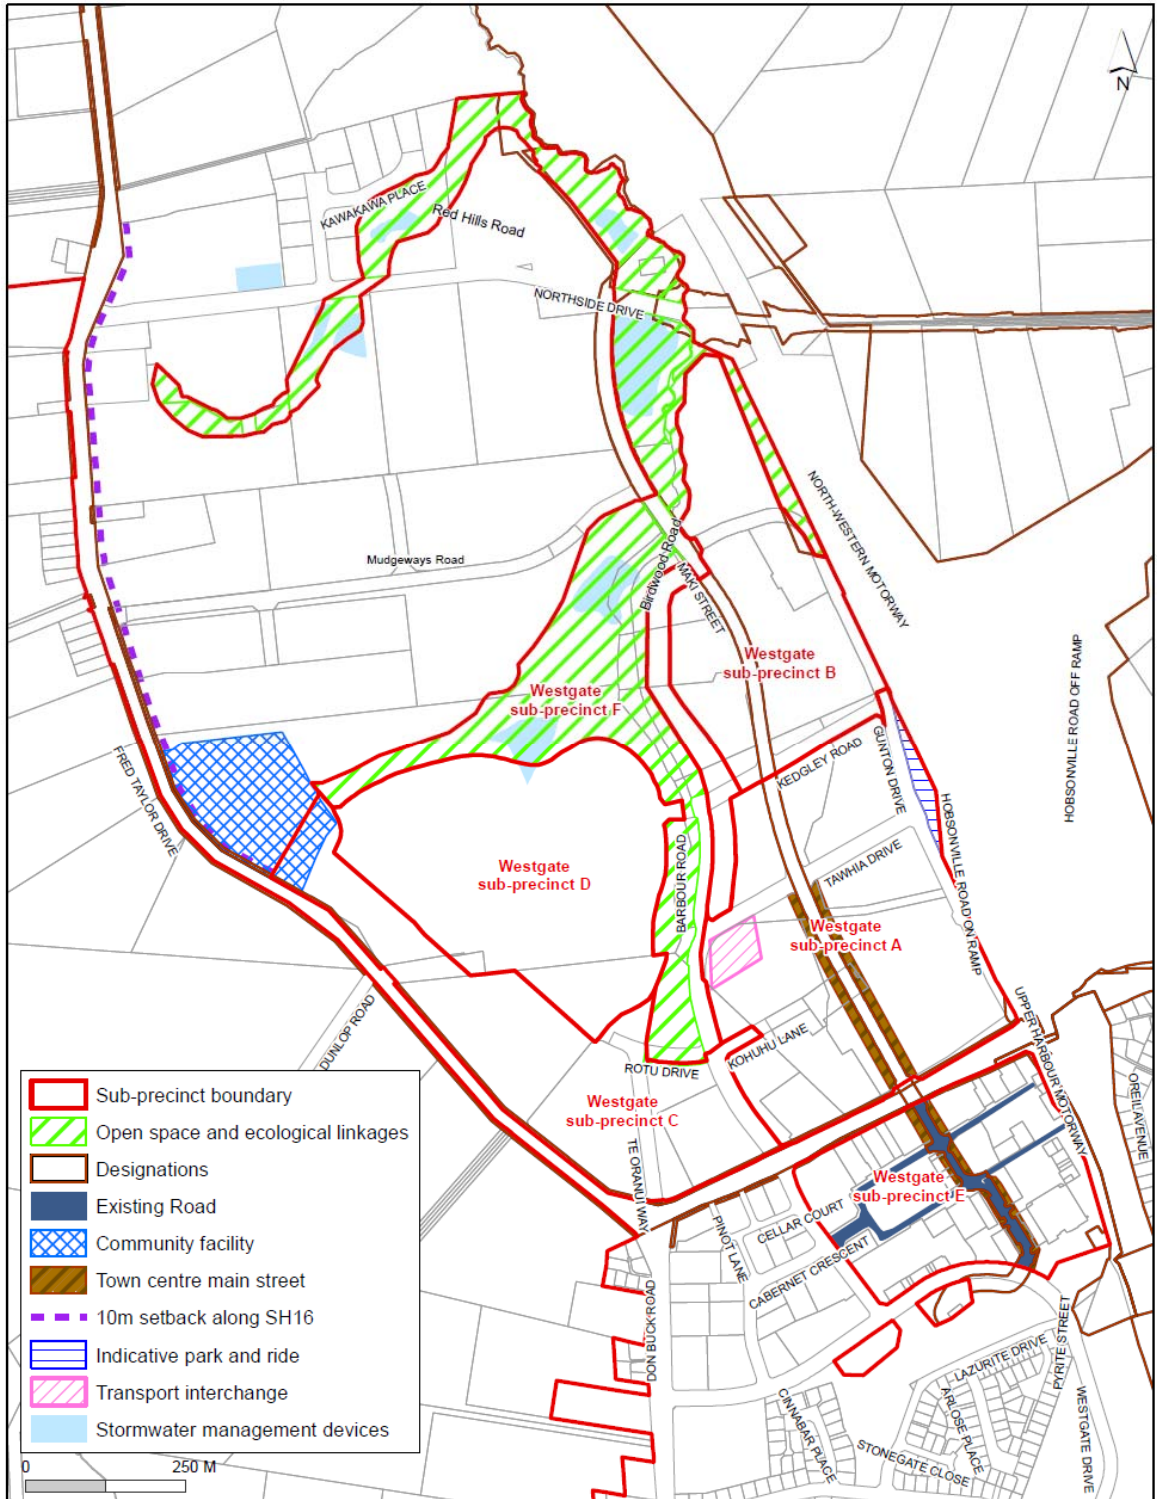 N
KAWAKAWA PLACE
Red Hills Road
NORTHSIDE DRIVE
NORTH-WESTERN MOTORWAY
Mudgeways Road
Birdwood Road
MAKI STREET
Westgate
sub-precinct B
HOBSONVILLE ROAD OFF RAMP
Westgate
sub-precinct F
FRED TAYLOR DRIVE
KEDGLEY ROAD
GUNTON DRIVE
HOBSONVILLE ROAD ON RAMP
Westgate
sub-precinct D
BARBOUR ROAD
TAWHIA DRIVE
Westgate
sub-precinct A
DUNLOP ROAD
UPPER HARBOUR MOTORWAY
KOHUHU LANE
ROTU DRIVE
OREIL AVENUE
Westgate
sub-precinct C
TE ORANUI WAY
Westgate
sub-precinct E
PINOT LANE
CELLAR COURT
CABERNET CRESCENT
DON BUCK ROAD
LAZURITE DRIVE
PYRITE STREET
CINNABAR PLACE
ARLOSE PLACE
STONEGATE CLOSE
WESTGATE DRIVE
Sub-precinct boundary
Open space and ecological linkages
Designations
Existing Road
Community facility
Town centre main street
10m setback along SH16
Indicative park and ride
Transport interchange
Stormwater management devices
0 250 M